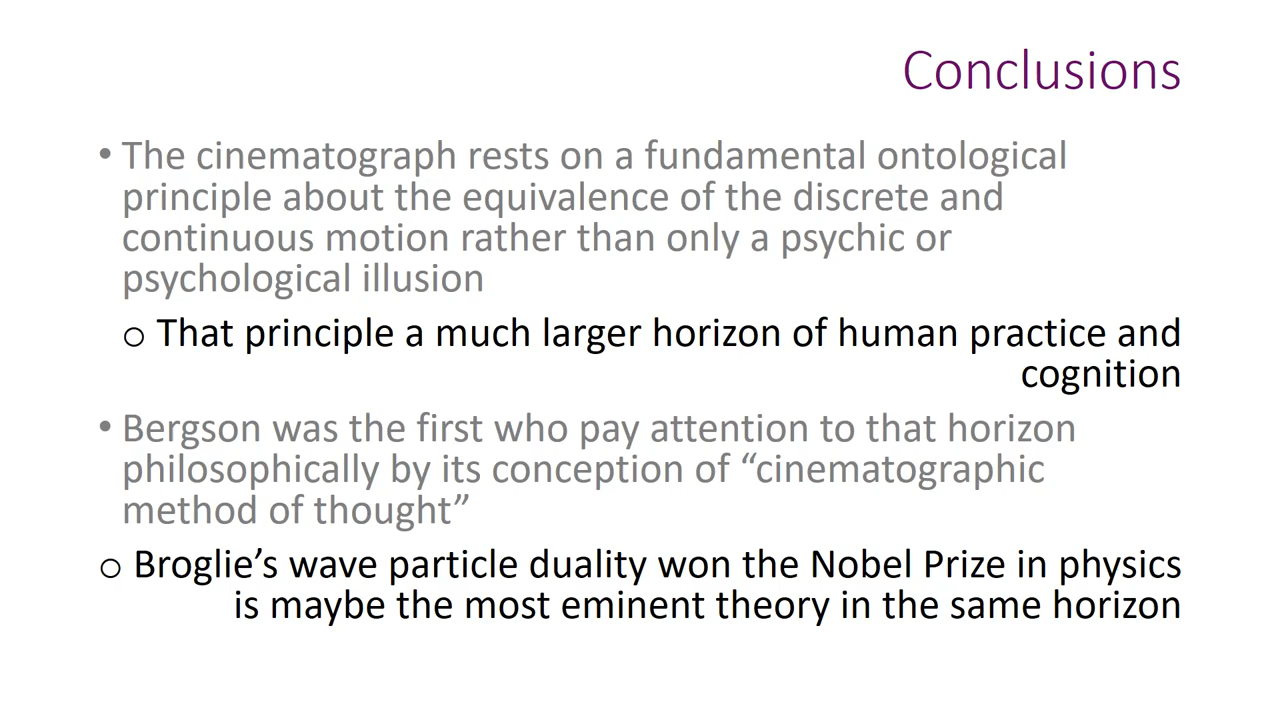 Conclusions
• The cinematograph rests on a fundamental ontological
principle about the equivalence of the discrete and
continuous motion rather than only a psychic or
psychological illusion
o That principle a much larger horizon of human practice and
cognition
• Bergson was the first who pay attention to that horizon
philosophically by its conception of “cinematographic
method of thought”
o Broglie’s wave particle duality won the Nobel Prize in physics
is maybe the most eminent theory in the same horizon